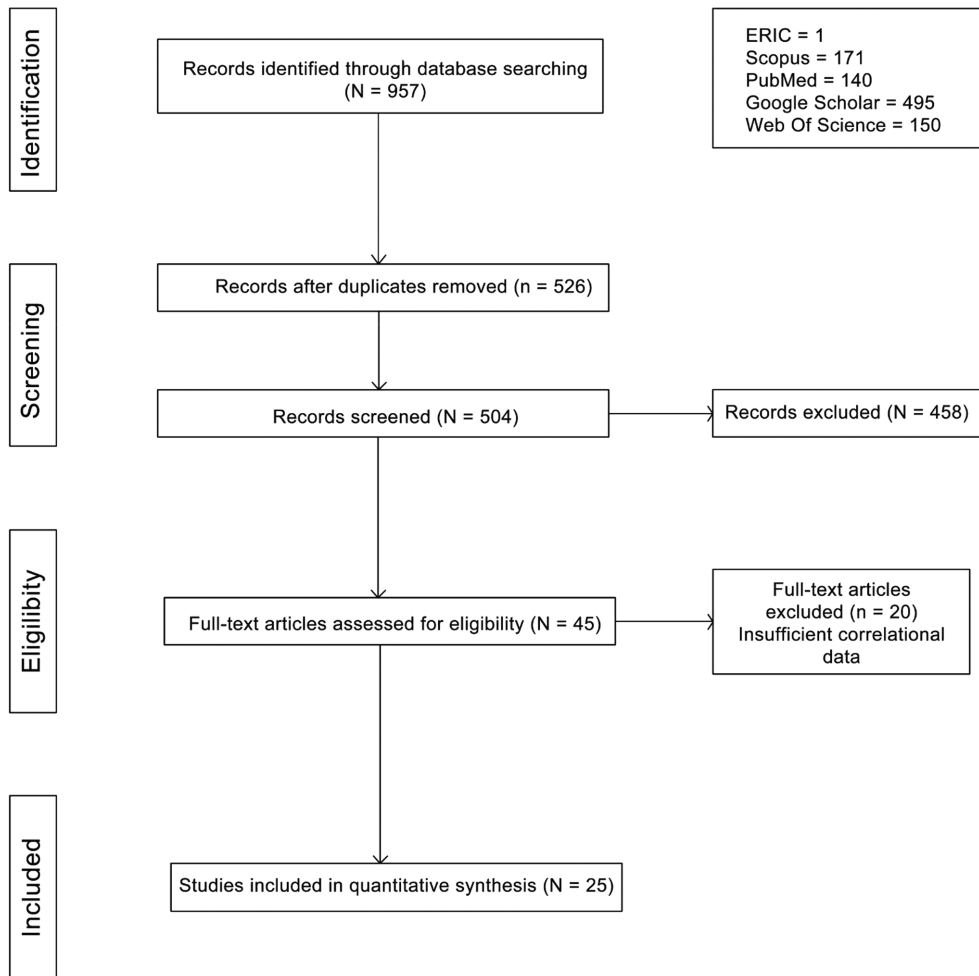 Identification
Records identified through database searching
(N = 957)
ERIC = 1
Scopus = 171
PubMed = 140
Google Scholar = 495
Web Of Science = 150
Screening
Records after duplicates removed (n = 526)
Records screened (N = 504)
Records excluded (N = 458)
Eligilibity
Full-text articles assessed for eligibility (N = 45)
Full-text articles
excluded (n = 20)
Insufficient correlational
data
Included
Studies included in quantitative synthesis (N = 25)